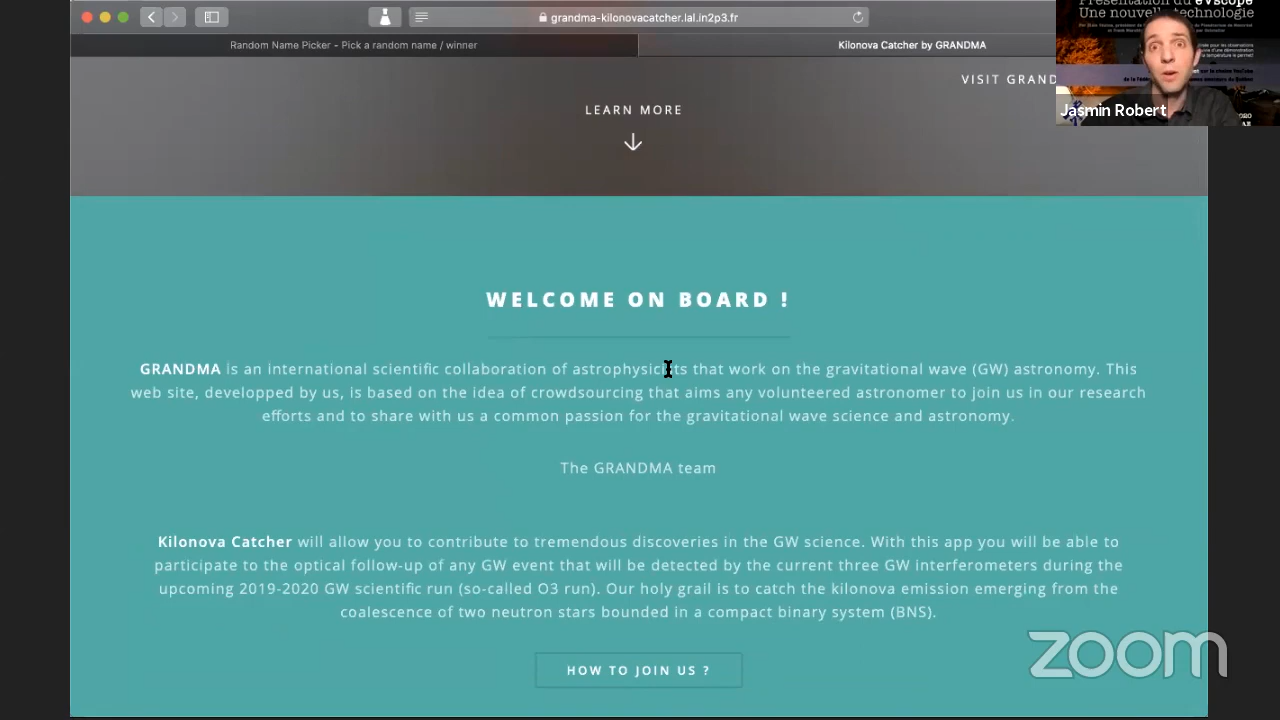 grandma-kilonovacatcher.lal.in2p3.fr
Random Name Picker - Pick a random name / winner
Kilonova Catcher by GRANDMA
Présentation du eVscope
Une nouvelle technologie
VISIT GRAND
LEARN MORE
Jasmin Robert
WELCOME ON BOARD !
GRANDMA is an international scientific collaboration of astrophysicists that work on the gravitational wave (GW) astronomy. This
web site, developped by us, is based on the idea of crowdsourcing that aims any volunteered astronomer to join us in our research
efforts and to share with us a common passion for the gravitational wave science and astronomy.
The GRANDMA team
Kilonova Catcher will allow you to contribute to tremendous discoveries in the GW science. With this app you will be able to
participate to the optical follow-up of any GW event that will be detected by the current three GW interferometers during the
upcoming 2019-2020 GW scientific run (so-called O3 run). Our holy grail is to catch the kilonova emission emerging from the
coalescence of two neutron stars bounded in a compact binary system (BNS).
HOW TO JOIN US ?
zoom